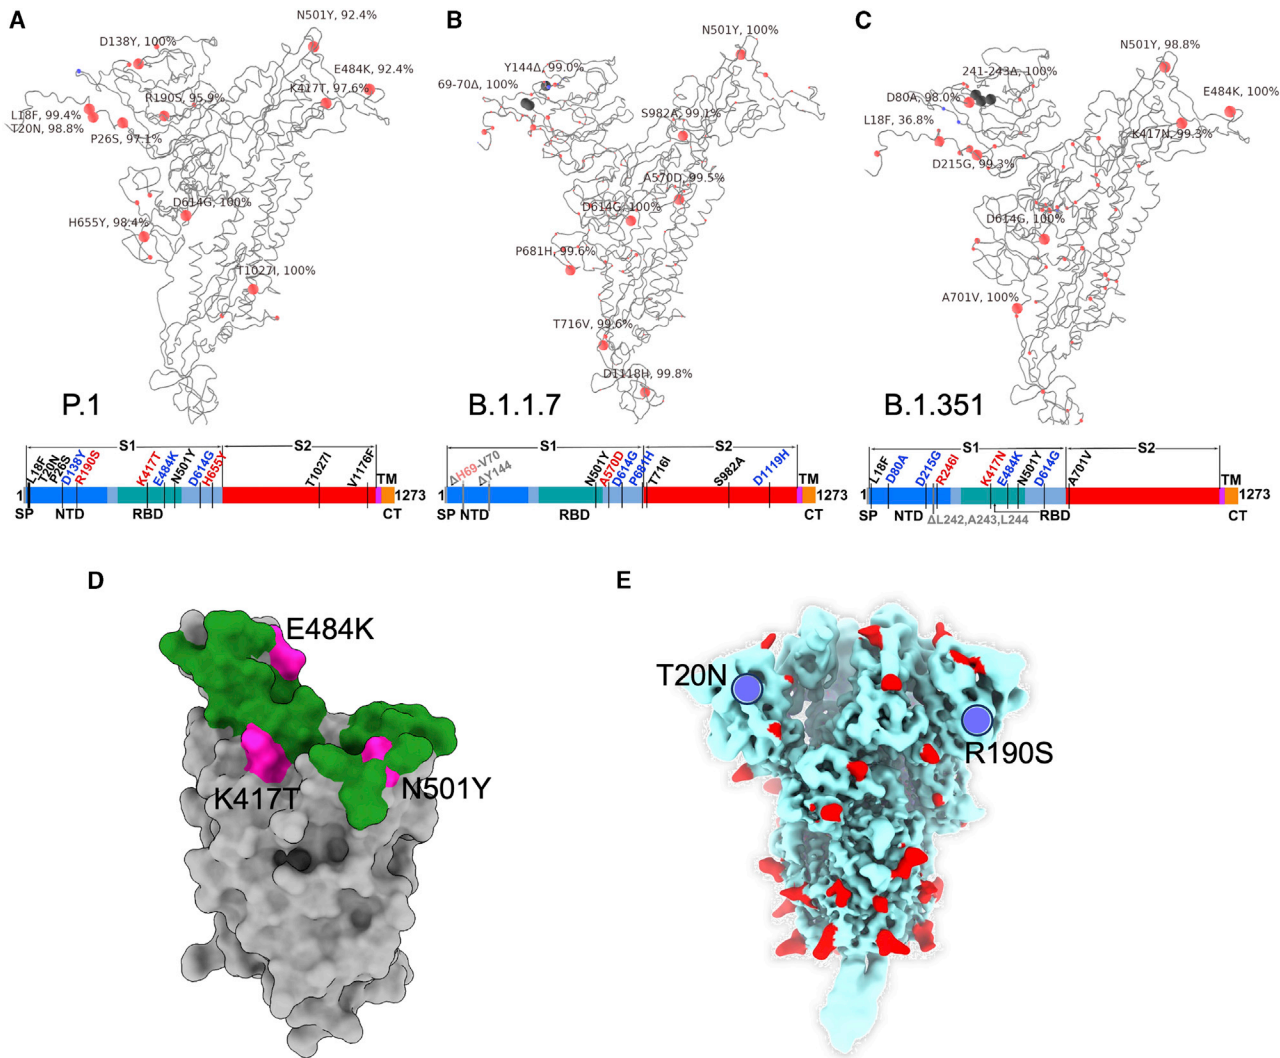 A
N501Y, 92.4%
D138Y, 100%
E484K, 92.4%
K417T, 97.6%
R190S, 95.9%
L18F, 99.4%
T20N, 98.8%
P26S, 97.1%
D614G, 100%
H655Y, 98.4%
T1027I, 100%
P.1
S1
S2
L18F
T20N
P26S
D138Y
R190S
K417T
E484K
N501Y
D614G
H655Y
T1027I
V1176F
TM
1
1273
SP
NTD
RBD
CT
B
N501Y, 100%
Y144Δ, 99.0%
69-70Δ, 100%
S982A, 99.1%
A570D, 99.5%
D614G, 100%
P681H, 99.6%
T716V, 99.6%
D1118H, 99.8%
B.1.1.7
S1
S2
ΔH69-V70
ΔY144
N501Y
A570D
D614G
P681H
T716I
S982A
D1119H
TM
1
1273
SP
NTD
RBD
CT
C
N501Y, 98.8%
241-243Δ, 100%
E484K, 100%
D80A, 98.0%
L18F, 36.8%
K417N, 99.3%
D215G, 99.3%
D614G, 100%
A701V, 100%
B.1.351
S1
S2
L18F
D80A
D215G
R246I
K417N
E484K
N501Y
D614G
A701V
TM
1
1273
SP
NTD
ΔL242,A243,L244
RBD
CT
D
E484K
K417T
N501Y
E
T20N
R190S